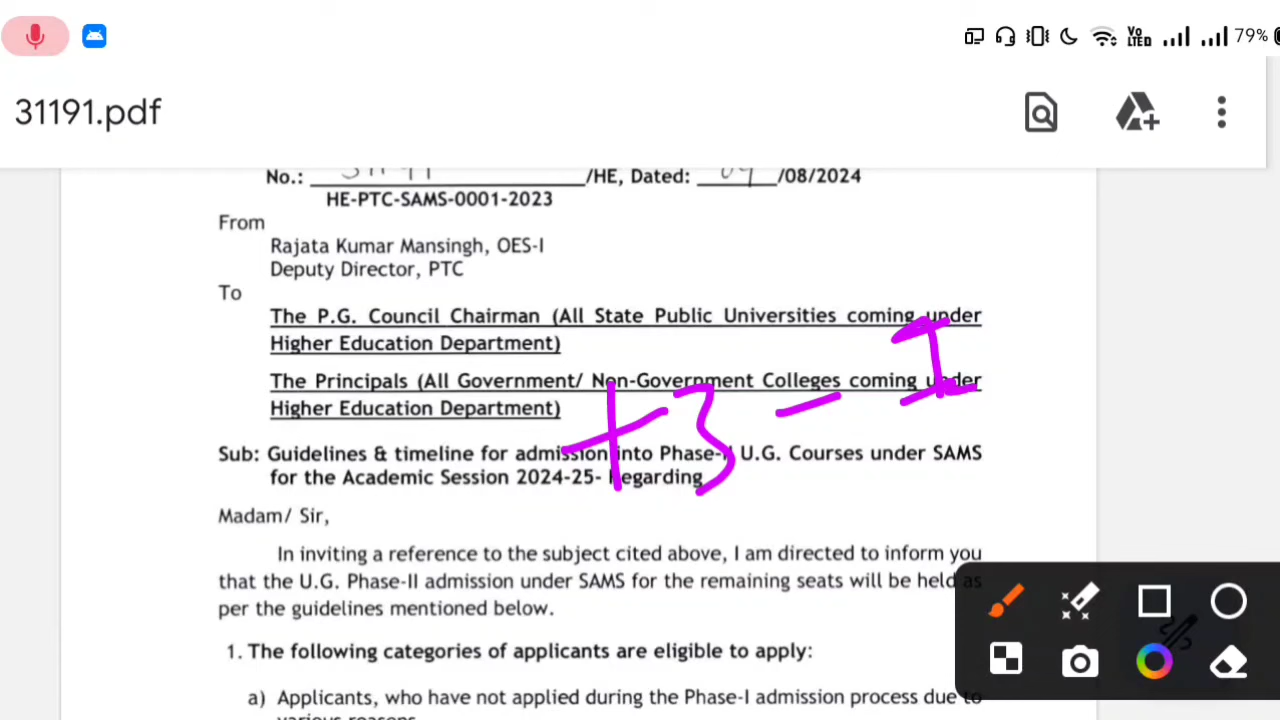 79%
31191.pdf
No.: /HE, Dated: /08/2024
HE-PTC-SAMS-0001-2023
From
Rajata Kumar Mansingh, OES-I
Deputy Director, PTC
To
The P.G. Council Chairman (All State Public Universities coming under
Higher Education Department)
The Principals (All Government/ Non-Government Colleges coming under
Higher Education Department)
+3 - I
Sub: Guidelines & timeline for admission into Phase-II U.G. Courses under SAMS
for the Academic Session 2024-25- Regarding
Madam/ Sir,
In inviting a reference to the subject cited above, I am directed to inform you
that the U.G. Phase-II admission under SAMS for the remaining seats will be held as
per the guidelines mentioned below.
1. The following categories of applicants are eligible to apply:
a) Applicants, who have not applied during the Phase-I admission process due to
various reasons